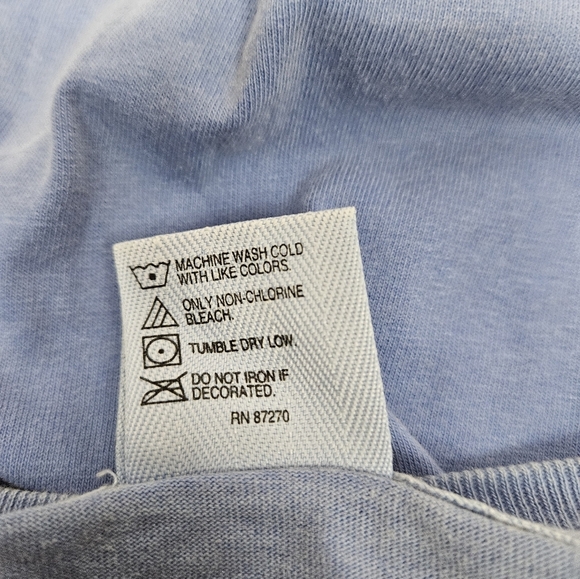 MACHINE WASH COLD
WITH LIKE COLORS.
ONLY NON-CHLORINE
BLEACH.
TUMBLE DRY LOW.
DO NOT IRON IF
DECORATED.
RN 87270